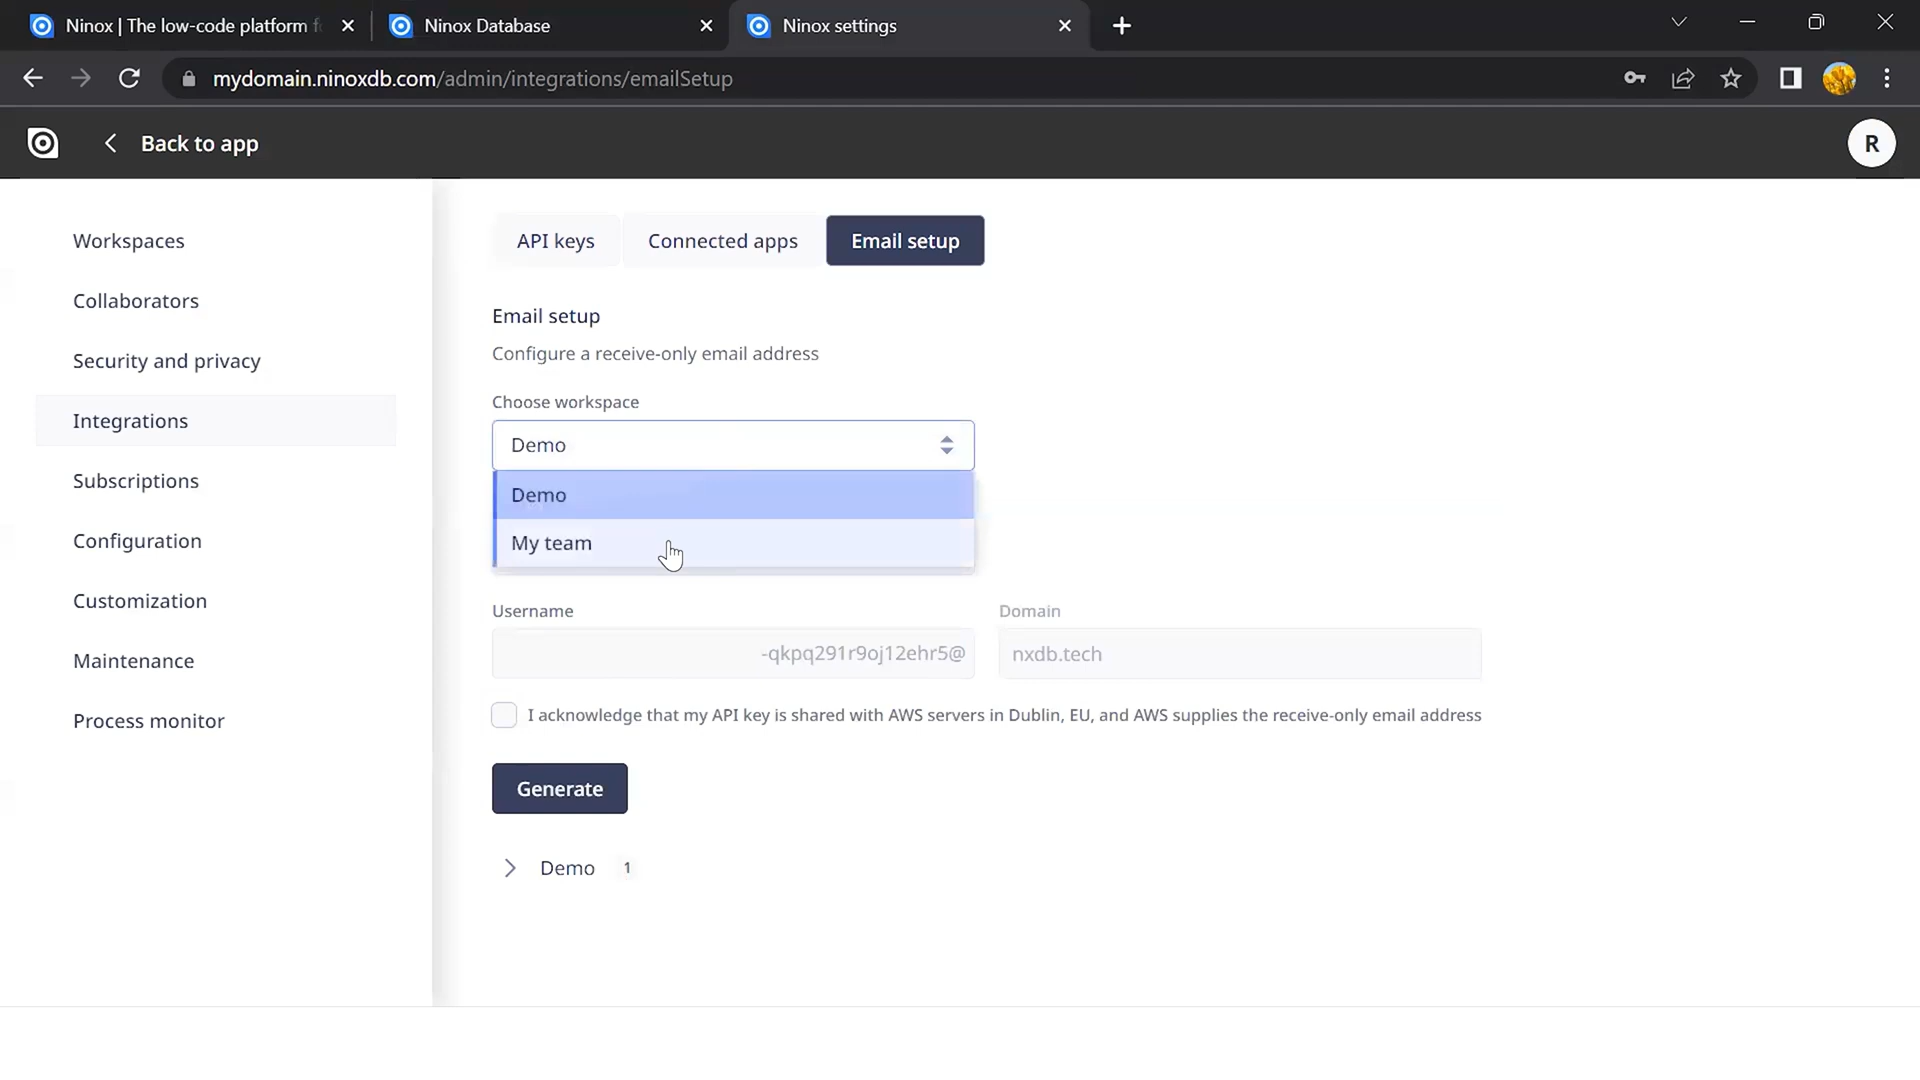 Ninox | The low-code platform f
Ninox Database
Ninox settings
mydomain.ninoxdb.com/admin/integrations/emailSetup
Back to app
R
Workspaces
Collaborators
Security and privacy
Integrations
Subscriptions
Configuration
Customization
Maintenance
Process monitor
API keys
Connected apps
Email setup
Email setup
Configure a receive-only email address
Choose workspace
Demo
Demo
My team
Username
Domain
-qkpq291r9oj12ehr5@
nxdb.tech
I acknowledge that my API key is shared with AWS servers in Dublin, EU, and AWS supplies the receive-only email address
Generate
Demo 1